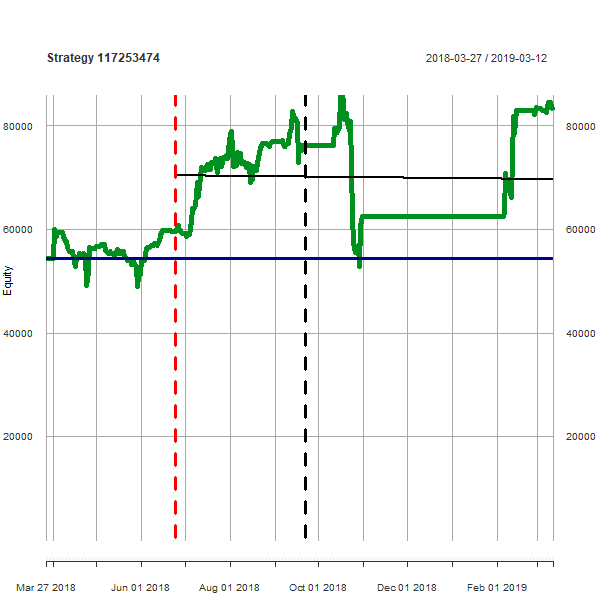 Strategy 117253474
2018-03-27 / 2019-03-12
80000
80000
60000
60000
Equity
40000
40000
20000
20000
Mar 27 2018
Jun 01 2018
Aug 01 2018
Oct 01 2018
Dec 01 2018
Feb 01 2019